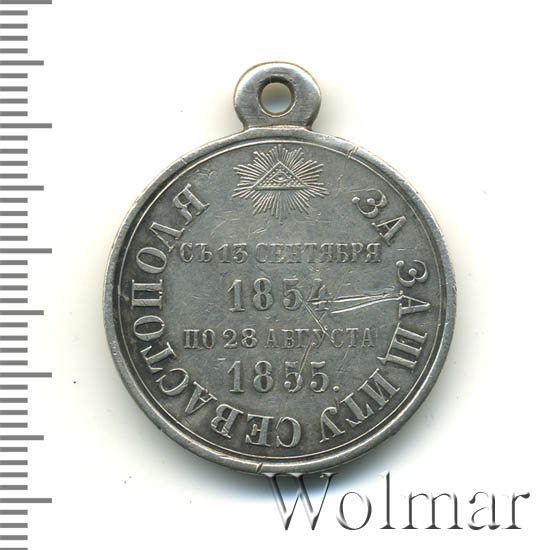 ЗА ЗАЩИТУ СЕВАСТОПОЛЯ
СЪ 13 СЕНТЯБРЯ
1854
ПО 28 АВГУСТА
1855.
Wolmar